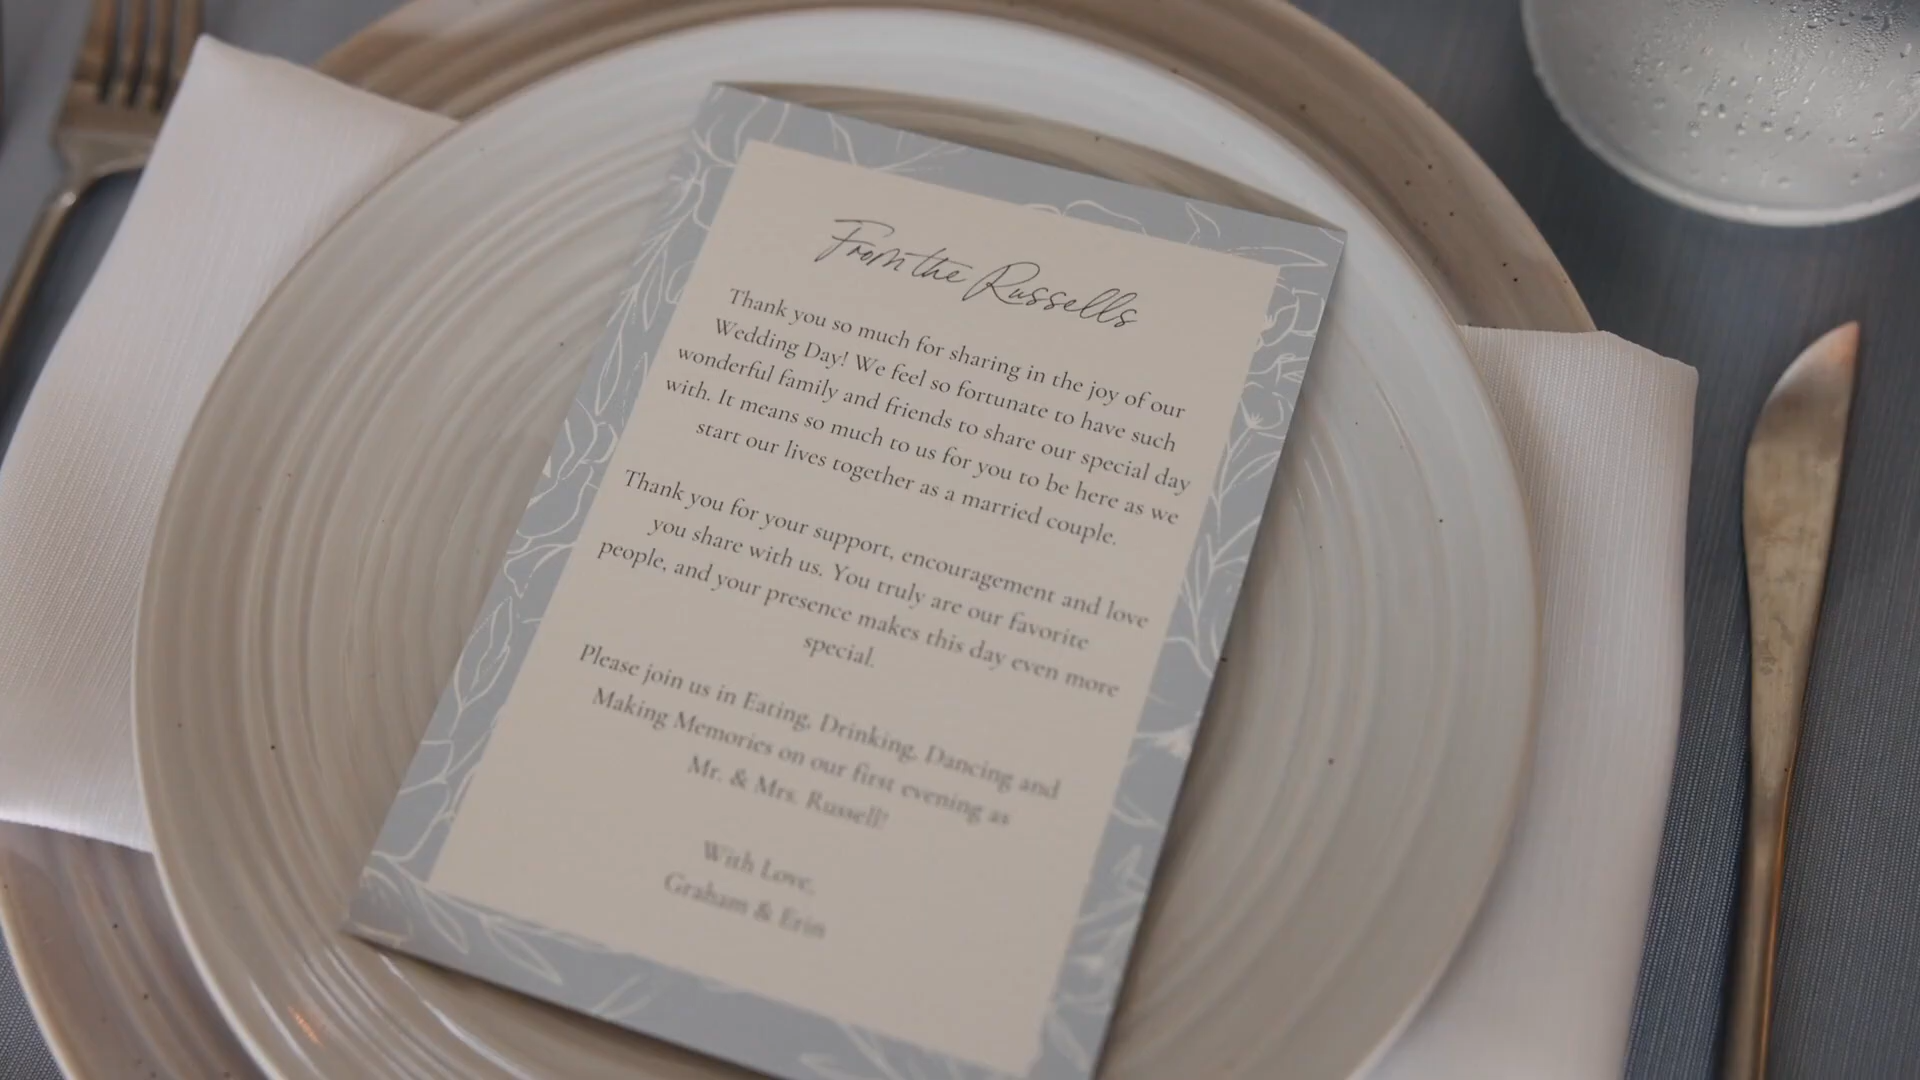 From the Russells
Thank you so much for sharing in the joy of our
Wedding Day! We feel so fortunate to have such
wonderful family and friends to share our special day
with. It means so much to us for you to be here as we
start our lives together as a married couple.
Thank you for your support, encouragement and love
you share with us. You truly are our favorite
people, and your presence makes this day even more
special.
Please join us in Eating, Drinking, Dancing and
Making Memories on our first evening as
Mr. & Mrs. Russell!
With Love,
Graham & Erin